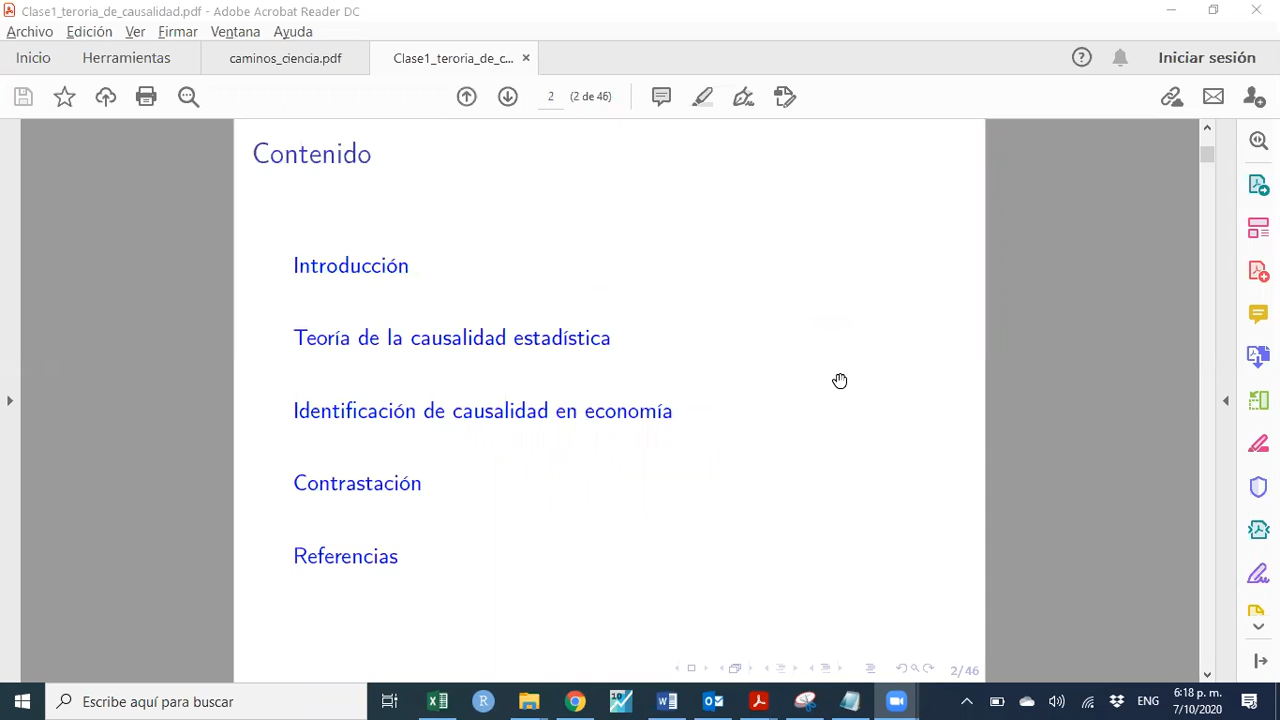 Clase1_teroria_de_causalidad.pdf - Adobe Acrobat Reader DC
Archivo Edición Ver Firmar Ventana Ayuda
Inicio Herramientas caminos_ciencia.pdf Clase1_teroria_de_c... × Iniciar sesión
2 (2 de 46)
Contenido
Introducción
Teoría de la causalidad estadística
Identificación de causalidad en economía
Contrastación
Referencias
2/46
Escribe aquí para buscar
ENG
6:18 p. m.
7/10/2020